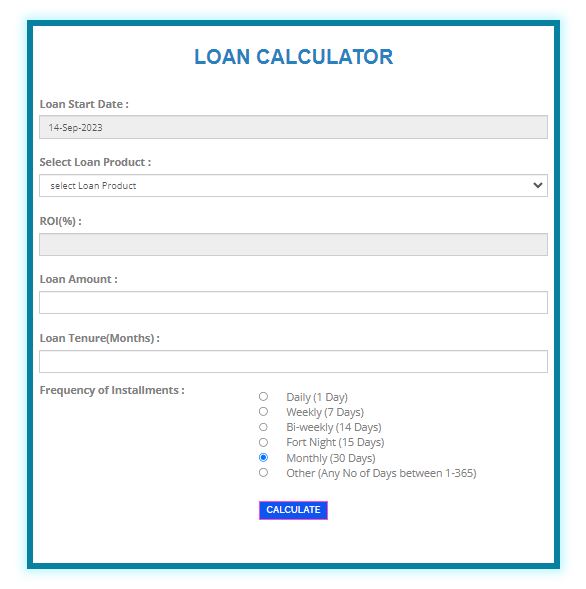 LOAN CALCULATOR
Loan Start Date :
14-Sep-2023
Select Loan Product :
select Loan Product
ROI(%) :
Loan Amount :
Loan Tenure(Months) :
Frequency of Installments :
Daily (1 Day)
Weekly (7 Days)
Bi-weekly (14 Days)
Fort Night (15 Days)
Monthly (30 Days)
Other (Any No of Days between 1-365)
CALCULATE